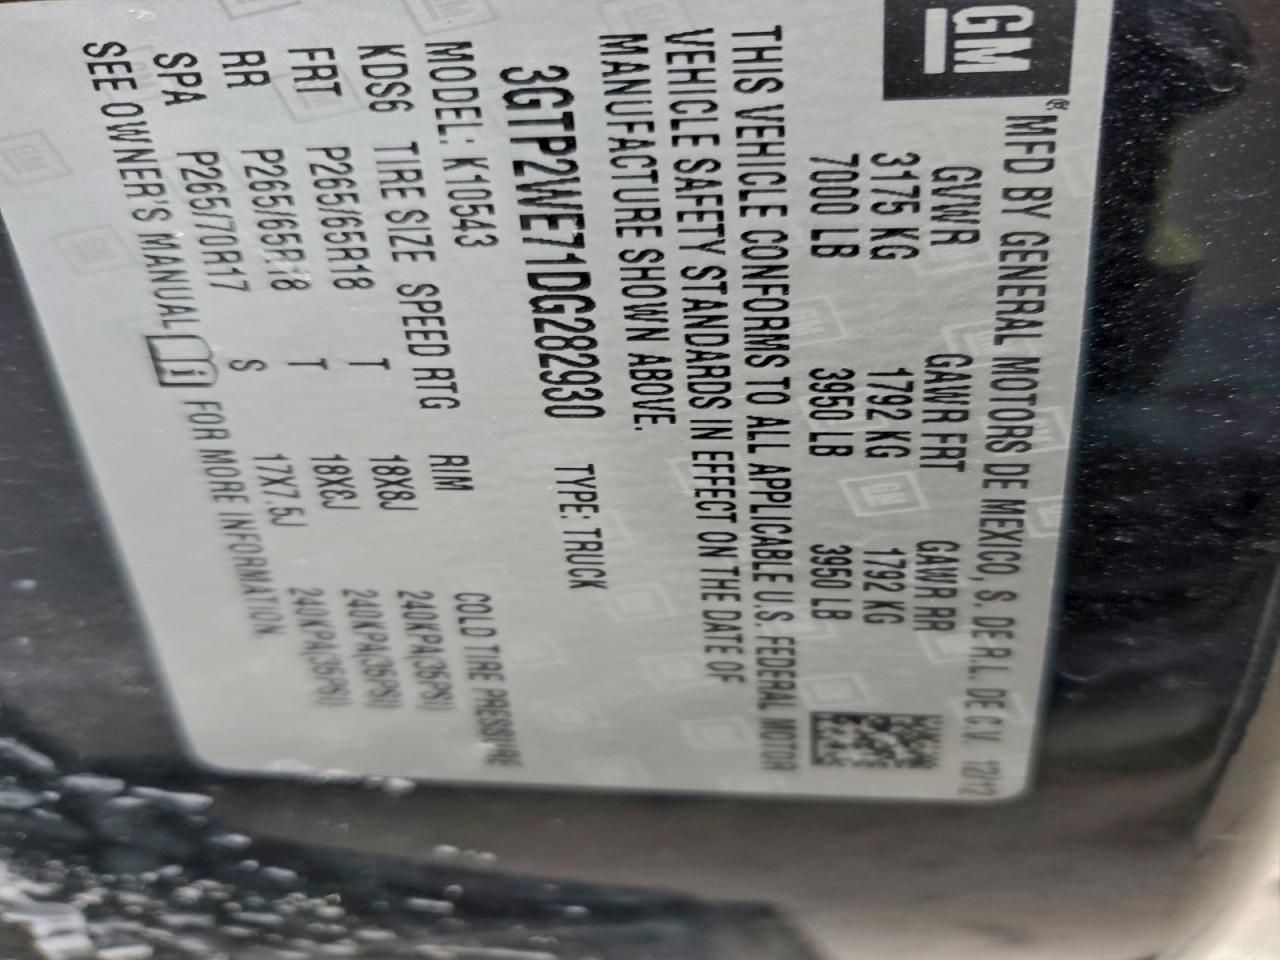 GM
® MFD BY GENERAL MOTORS DE MEXICO, S. DE R.L. DE C.V. 12/12
GVWR GAWR FRT GAWR RR
3175 KG 1792 KG 1792 KG
7000 LB 3950 LB 3950 LB
THIS VEHICLE CONFORMS TO ALL APPLICABLE U.S. FEDERAL MOTOR
VEHICLE SAFETY STANDARDS IN EFFECT ON THE DATE OF
MANUFACTURE SHOWN ABOVE.
3GTP2WE71DG282930 TYPE: TRUCK
MODEL: K10543
KDS6 TIRE SIZE SPEED RTG RIM COLD TIRE PRESSURE
FRT P265/65R18 T 18X8J 240KPA(35PSI)
RR P265/65R18 T 18X8J 240KPA(35PSI)
SPA P265/70R17 S 17X7.5J 240KPA(35PSI)
SEE OWNER'S MANUAL i FOR MORE INFORMATION